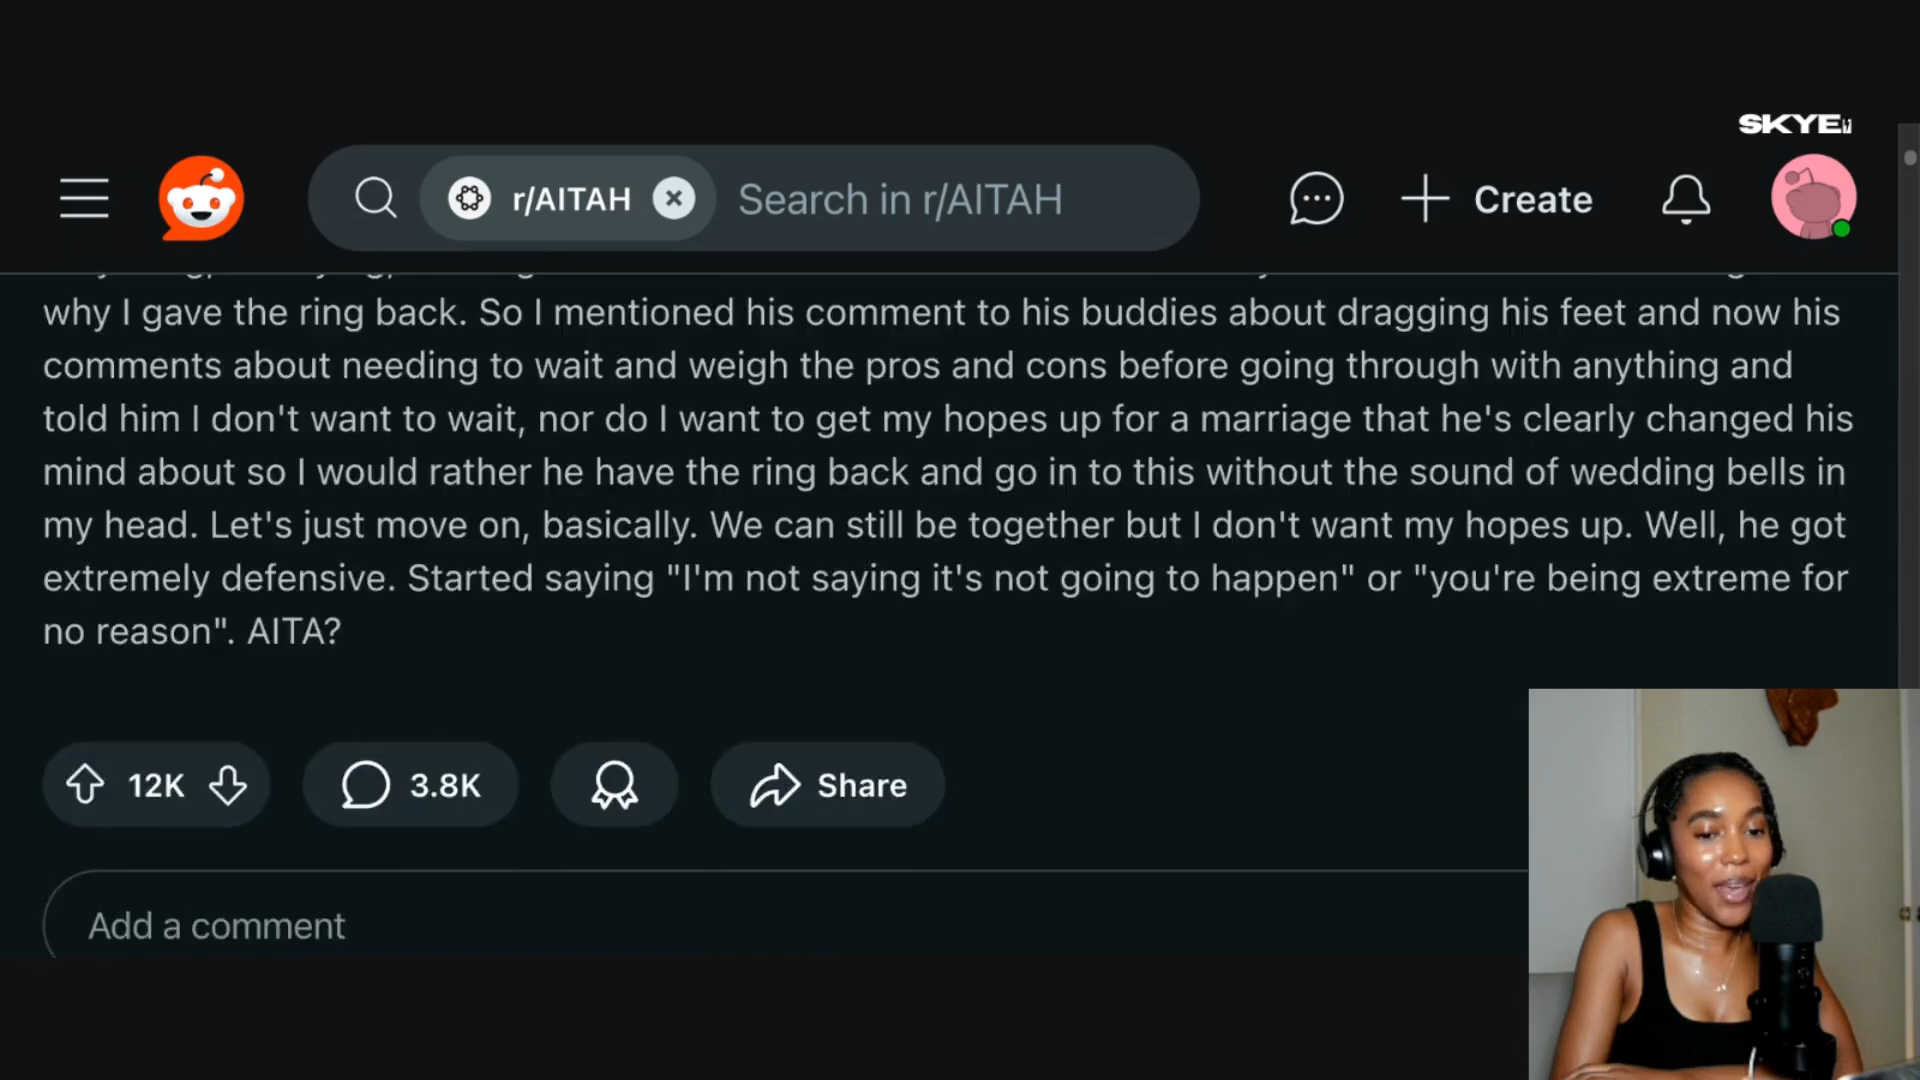 SKYE
r/AITAH
Search in r/AITAH
Create
why I gave the ring back. So I mentioned his comment to his buddies about dragging his feet and now his
comments about needing to wait and weigh the pros and cons before going through with anything and
told him I don't want to wait, nor do I want to get my hopes up for a marriage that he's clearly changed his
mind about so I would rather he have the ring back and go in to this without the sound of wedding bells in
my head. Let's just move on, basically. We can still be together but I don't want my hopes up. Well, he got
extremely defensive. Started saying "I'm not saying it's not going to happen" or "you're being extreme for
no reason". AITA?
12K
3.8K
Share
Add a comment